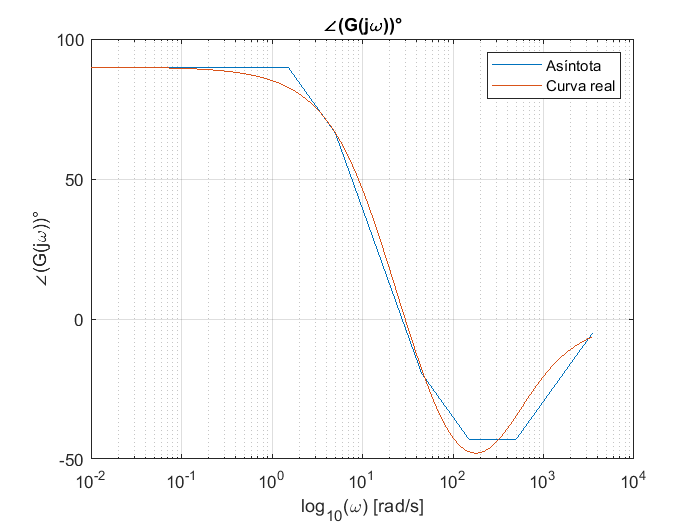 ∠(G(jω))°
100
50
0
-50
∠(G(jω))°
Asíntota
Curva real
10^-2 10^-1 10^0 10^1 10^2 10^3 10^4
log_10(ω) [rad/s]